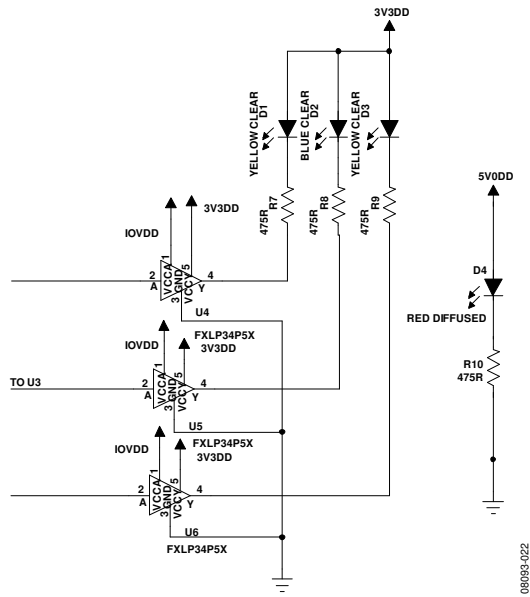 3V3DD
YELLOW CLEAR
D1
BLUE CLEAR
D2
YELLOW CLEAR
D3
475R
R7
475R
R8
475R
R9
5V0DD
D4
RED DIFFUSED
R10
475R
IOVDD
3V3DD
2
A
VCCA
1
3
GND
VCCY
5
4
Y
U4
FXLP34P5X
IOVDD
3V3DD
TO U3
2
A
VCCA
1
3
GND
VCCY
5
4
Y
U5
FXLP34P5X
IOVDD
3V3DD
2
A
VCCA
1
3
GND
VCCY
5
4
Y
U6
FXLP34P5X
08093-022